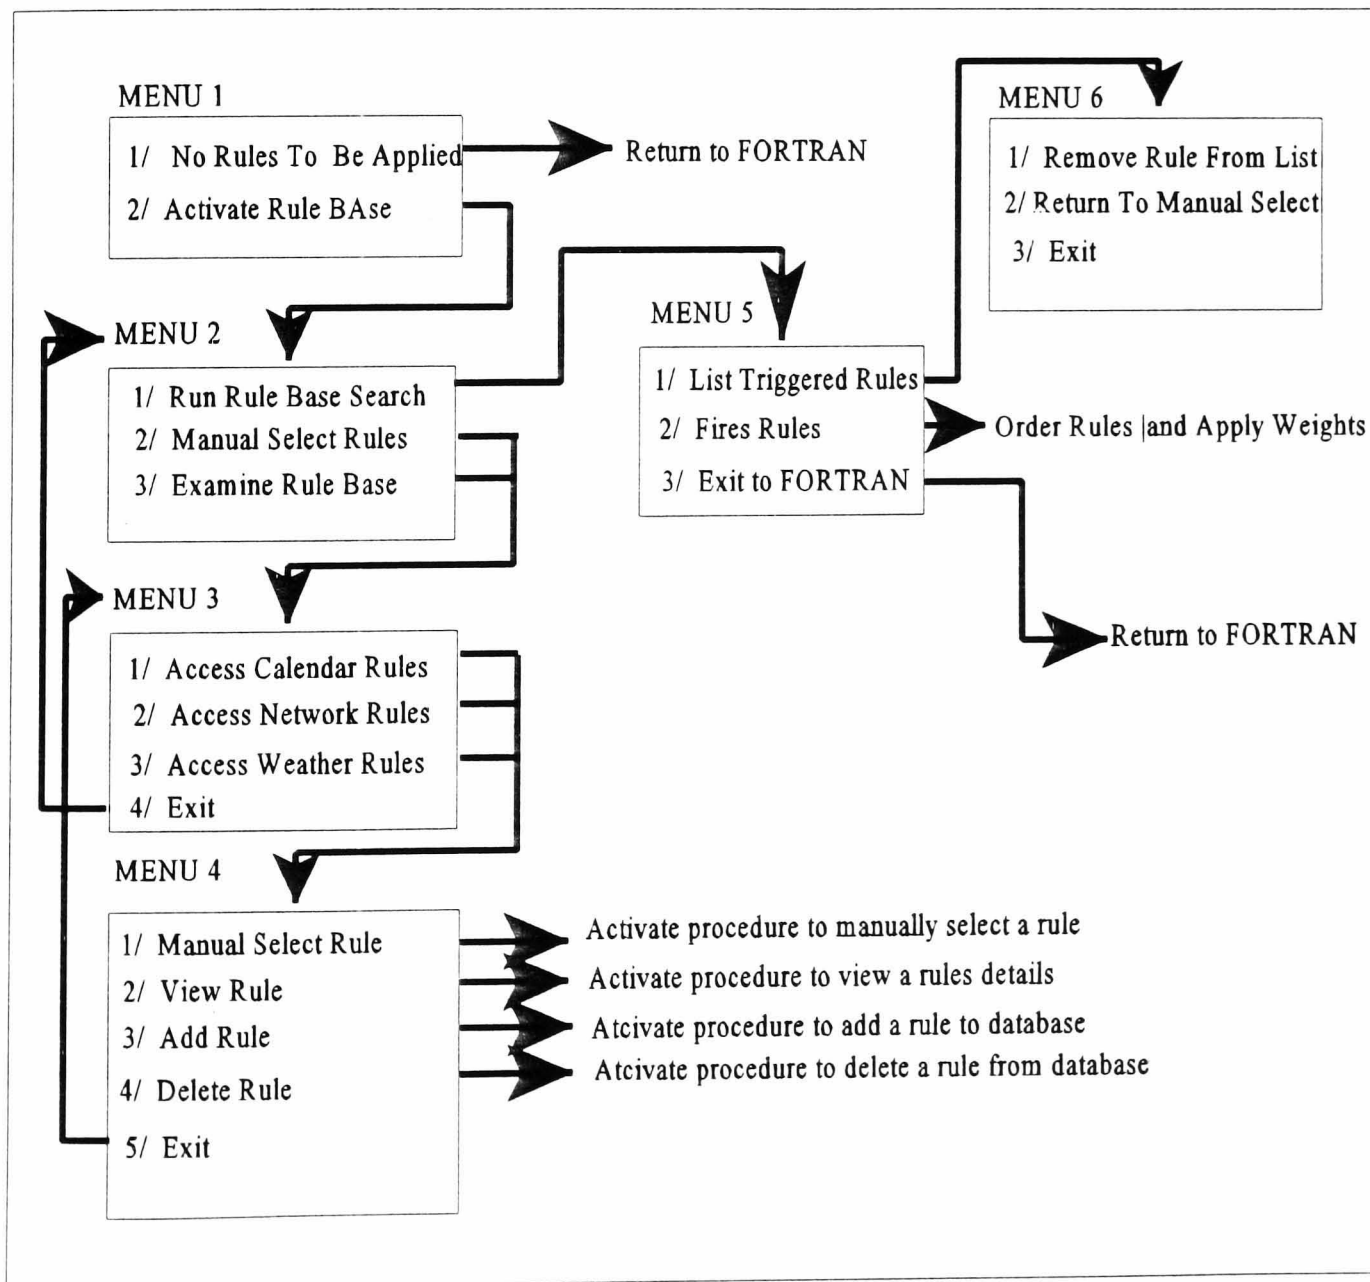 MENU 1
1/ No Rules To Be Applied
2/ Activate Rule BAse
Return to FORTRAN
MENU 2
1/ Run Rule Base Search
2/ Manual Select Rules
3/ Examine Rule Base
MENU 3
1/ Access Calendar Rules
2/ Access Network Rules
3/ Access Weather Rules
4/ Exit
MENU 4
1/ Manual Select Rule
2/ View Rule
3/ Add Rule
4/ Delete Rule
5/ Exit
Activate procedure to manually select a rule
Activate procedure to view a rules details
Atcivate procedure to add a rule to database
Atcivate procedure to delete a rule from database
MENU 5
1/ List Triggered Rules
2/ Fires Rules
3/ Exit to FORTRAN
Order Rules |and Apply Weights
Return to FORTRAN
MENU 6
1/ Remove Rule From List
2/ Return To Manual Select
3/ Exit